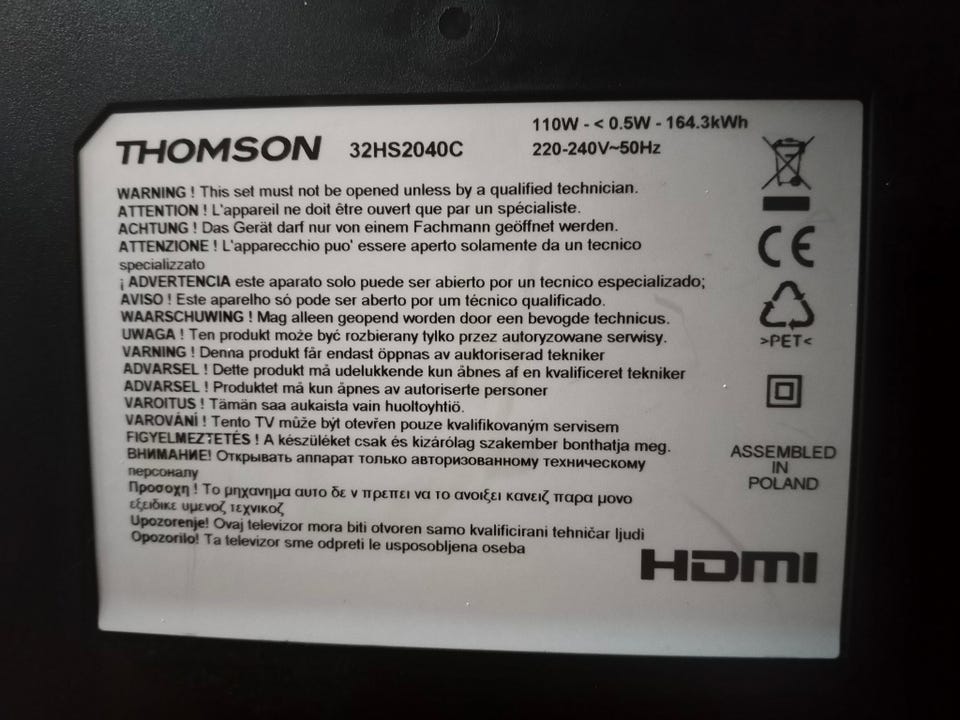 THOMSON 32HS2040C
110W - < 0.5W - 164.3kWh
220-240V~50Hz
WARNING ! This set must not be opened unless by a qualified technician.
ATTENTION ! L'appareil ne doit être ouvert que par un spécialiste.
ACHTUNG ! Das Gerät darf nur von einem Fachmann geöffnet werden.
ATTENZIONE ! L'apparecchio puo' essere aperto solamente da un tecnico
specializzato
¡ ADVERTENCIA este aparato solo puede ser abierto por un tecnico especializado;
AVISO ! Este aparelho só pode ser aberto por um técnico qualificado.
WAARSCHUWING ! Mag alleen geopend worden door een bevogde technicus.
UWAGA ! Ten produkt może być rozbierany tylko przez autoryzowane serwisy.
VARNING ! Denna produkt får endast öppnas av auktoriserad tekniker
ADVARSEL ! Dette produkt må udelukkende kun åbnes af en kvalificeret tekniker
ADVARSEL ! Produktet må kun åpnes av autoriserte personer
VAROITUS ! Tämän saa aukaista vain huoltoyhtiö.
VAROVÁNÍ ! Tento TV může být otevřen pouze kvalifikovaným servisem
FIGYELMEZTETÉS ! A készüléket csak és kizárólag szakember bonthatja meg.
ВНИМАНИЕ! Открывать аппарат только авторизованному техническому
персоналу
Προσοχη ! Το μηχανημα αυτο δε ν πρεπει να το ανοιξει κανειζ παρα μονο
εξειδικε υμενοζ τεχνικοζ
Upozorenje! Ovaj televizor mora biti otvoren samo kvalificirani tehničar ljudi
Opozorilo! Ta televizor sme odpreti le usposobljena oseba
CE
>PET<
ASSEMBLED
IN
POLAND
HDMI